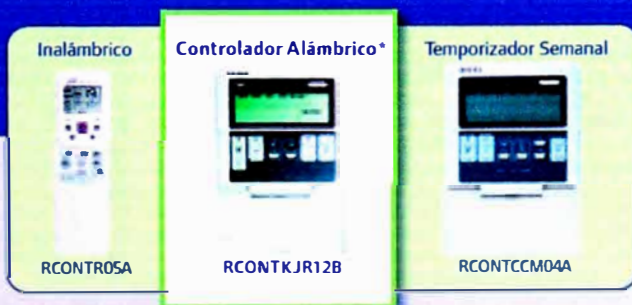 Inalámbrico
Controlador Alámbrico*
Temporizador Semanal
RCONTR05A
RCONTKJR12B
RCONTCCM04A